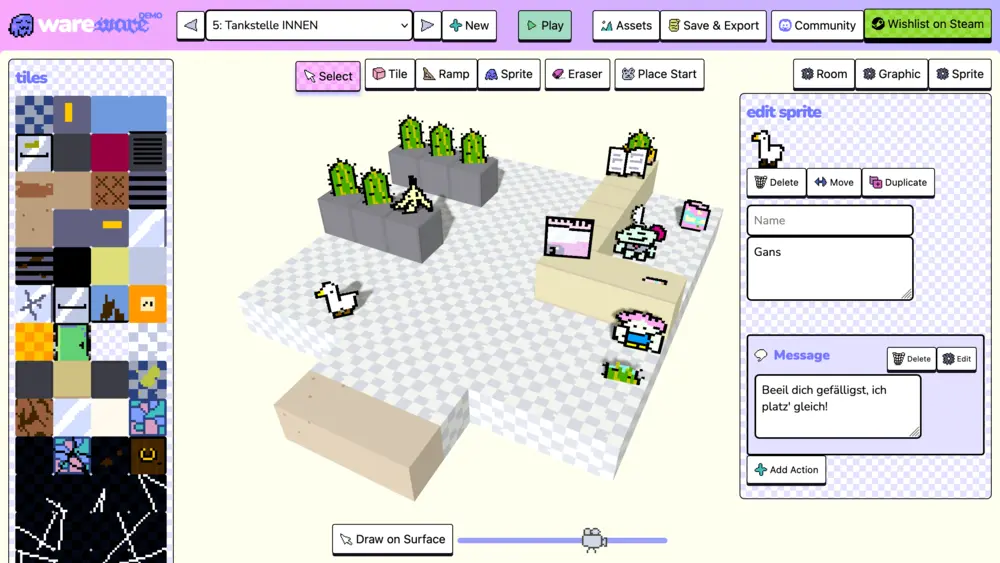 wareware DEMO
5: Tankstelle INNEN
New
Play
Assets
Save & Export
Community
Wishlist on Steam
tiles
Select
Tile
Ramp
Sprite
Eraser
Place Start
Room
Graphic
Sprite
edit sprite
Delete
Move
Duplicate
Name
Gans
Message
Delete
Edit
Beeil dich gefälligst, ich
platz' gleich!
Add Action
Draw on Surface